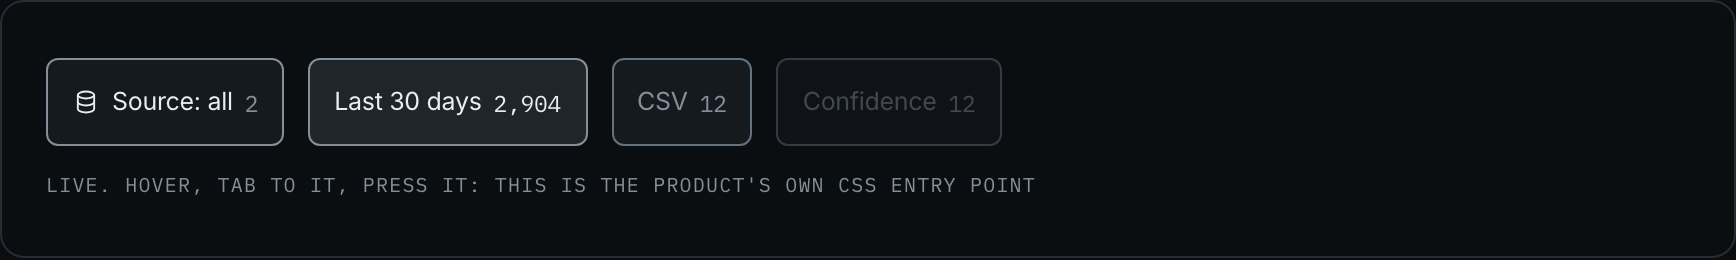 Source: all 2 Last 30 days 2,904 CSV 12 Confidence 12
LIVE. HOVER, TAB TO IT, PRESS IT: THIS IS THE PRODUCT'S OWN CSS ENTRY POINT